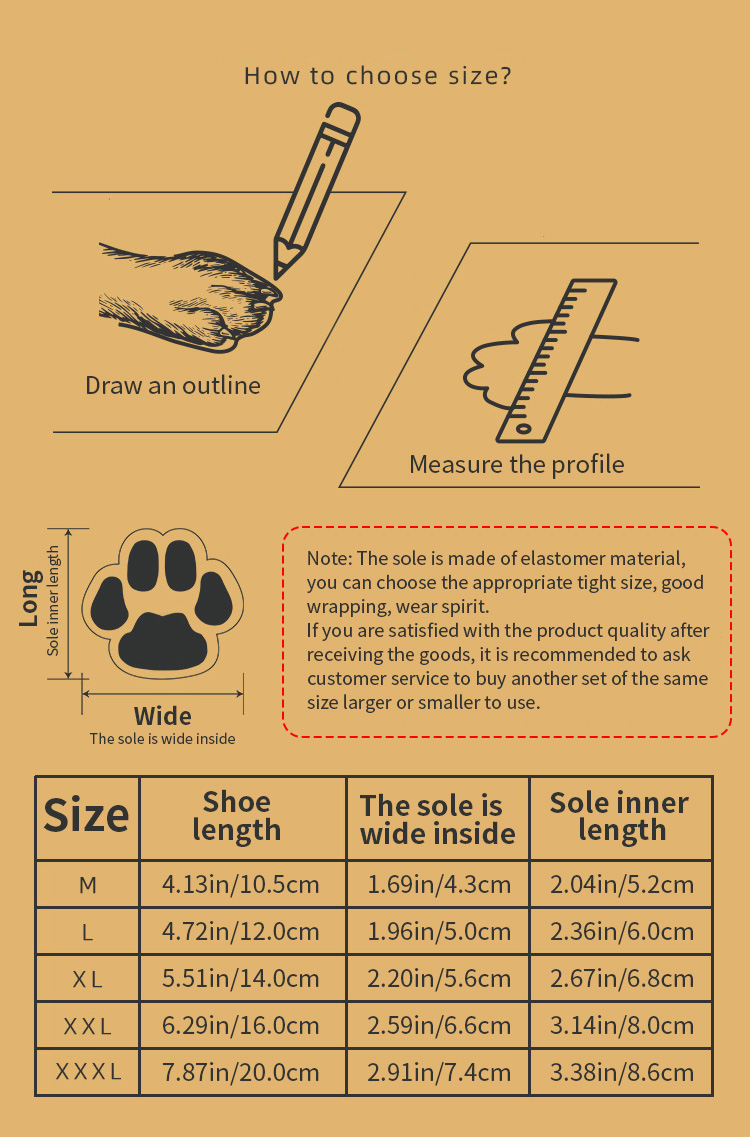 How to choose size?
Draw an outline
Measure the profile
Long
Sole inner length
Wide
The sole is wide inside
Note: The sole is made of elastomer material,
you can choose the appropriate tight size, good
wrapping, wear spirit.
If you are satisfied with the product quality after
receiving the goods, it is recommended to ask
customer service to buy another set of the same
size larger or smaller to use.
Size
Shoe
length
The sole is
wide inside
Sole inner
length
M 4.13in/10.5cm 1.69in/4.3cm 2.04in/5.2cm
L 4.72in/12.0cm 1.96in/5.0cm 2.36in/6.0cm
XL 5.51in/14.0cm 2.20in/5.6cm 2.67in/6.8cm
XXL 6.29in/16.0cm 2.59in/6.6cm 3.14in/8.0cm
XXXL 7.87in/20.0cm 2.91in/7.4cm 3.38in/8.6cm